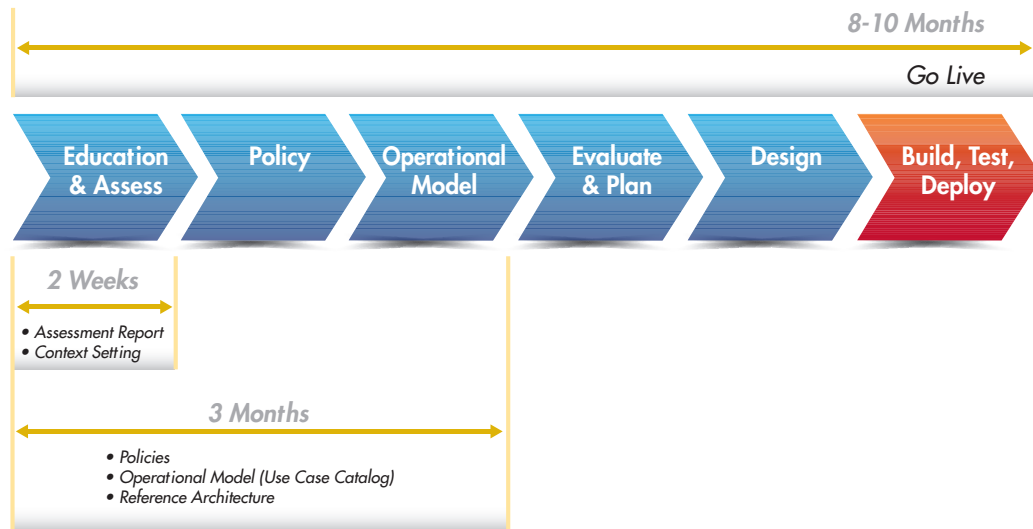 8-10 Months
Go Live
Education
& Assess
Policy
Operational
Model
Evaluate
& Plan
Design
Build, Test,
Deploy
2 Weeks
• Assessment Report
• Context Setting
3 Months
• Policies
• Operational Model (Use Case Catalog)
• Reference Architecture